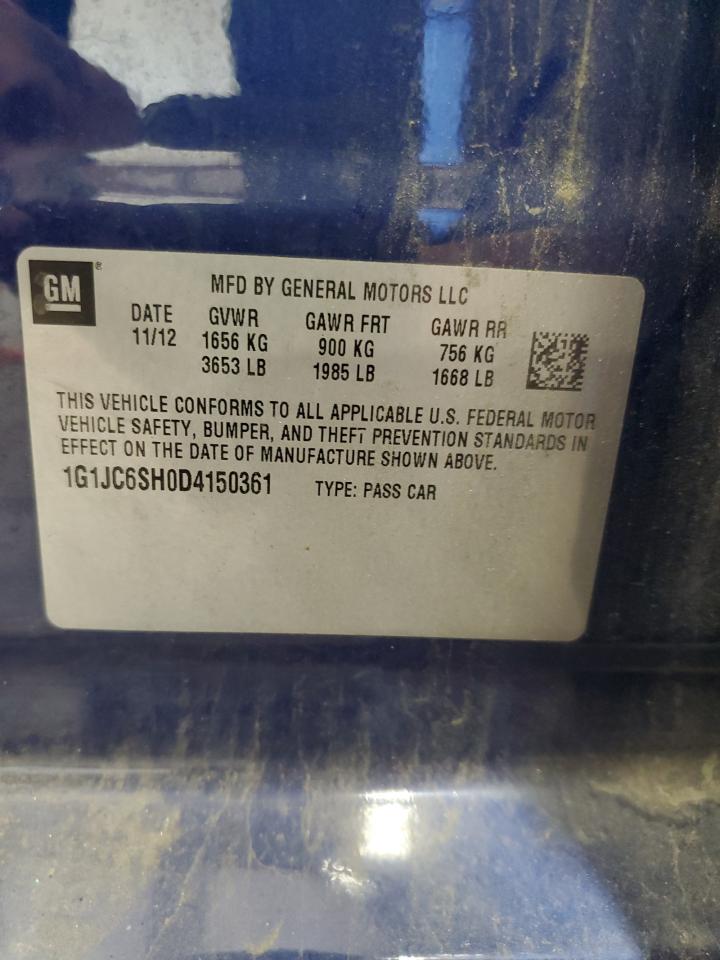 GM®
MFD BY GENERAL MOTORS LLC
DATE GVWR GAWR FRT GAWR RR
11/12 1656 KG 900 KG 756 KG
3653 LB 1985 LB 1668 LB
THIS VEHICLE CONFORMS TO ALL APPLICABLE U.S. FEDERAL MOTOR
VEHICLE SAFETY, BUMPER, AND THEFT PREVENTION STANDARDS IN
EFFECT ON THE DATE OF MANUFACTURE SHOWN ABOVE.
1G1JC6SH0D4150361 TYPE: PASS CAR